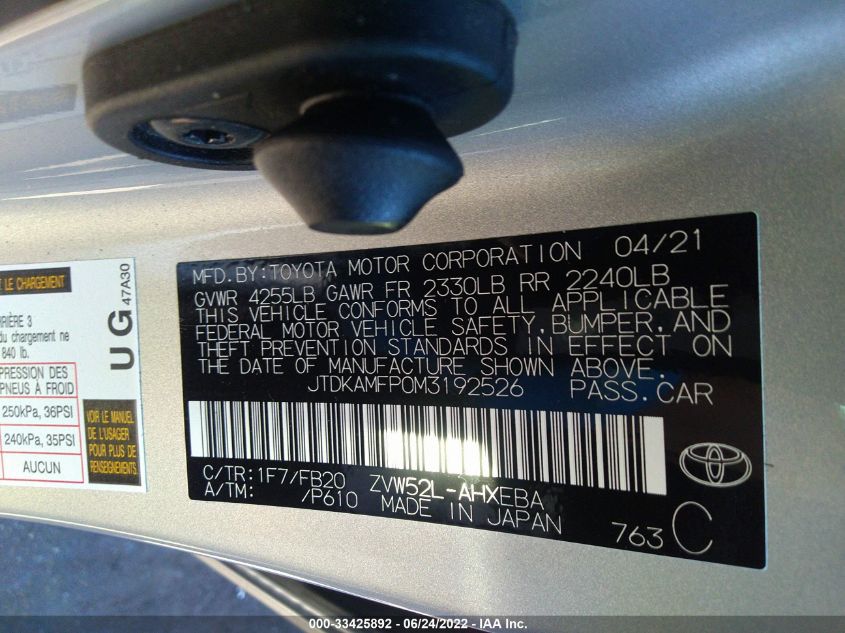 MFD.BY:TOYOTA MOTOR CORPORATION 04/21
GVWR 4255LB GAWR FR 2330LB RR 2240LB
THIS VEHICLE CONFORMS TO ALL APPLICABLE
FEDERAL MOTOR VEHICLE SAFETY,BUMPER,AND
THEFT PREVENTION STANDARDS IN EFFECT ON
THE DATE OF MANUFACTURE SHOWN ABOVE.
JTDKAMFP0M3192526 PASS.CAR
C/TR:1F7/FB20 ZVW52L-AHXEBA
A/TM: /P610 MADE IN JAPAN
763 C
UG
47A30
RIÈRE 3
du chargement ne
840 lb.
PRESSION DES
PNEUS À FROID
250kPa, 36PSI
240kPa, 35PSI
AUCUN
VOIR LE MANUEL
DE L'USAGER
POUR PLUS DE
RENSEIGNEMENTS
000-33425892 - 06/24/2022 - IAA Inc.